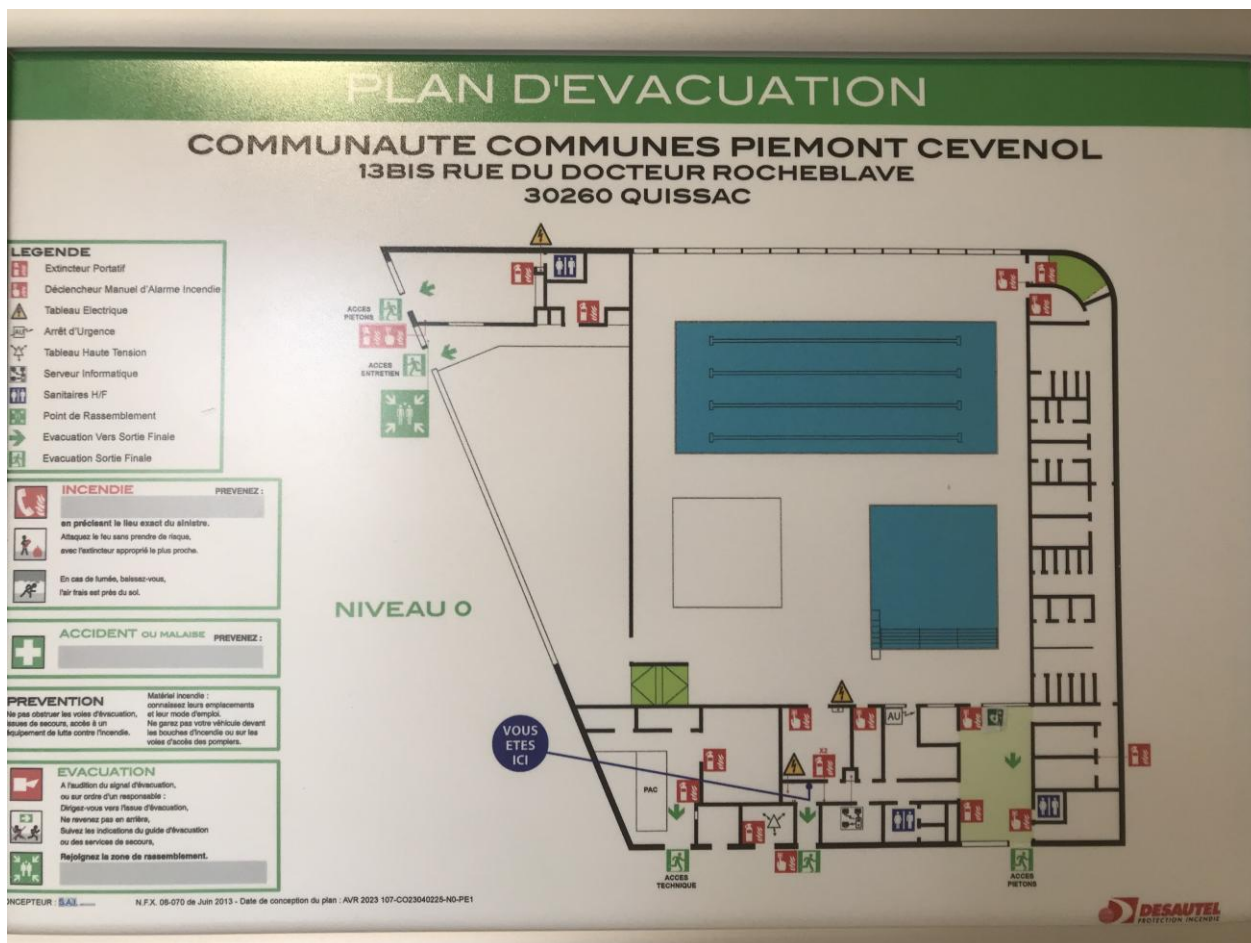 PLAN D'EVACUATION
COMMUNAUTE COMMUNES PIEMONT CEVENOL
13BIS RUE DU DOCTEUR ROCHEBLAVE
30260 QUISSAC
LEGENDE
Extincteur Portatif
Déclencheur Manuel d'Alarme Incendie
Tableau Electrique
Arrêt d'Urgence
Tableau Haute Tension
Serveur Informatique
Sanitaires H/F
Point de Rassemblement
Evacuation Vers Sortie Finale
Evacuation Sortie Finale
INCENDIE PREVENEZ :
en précisant le lieu exact du sinistre.
Attaquez le feu sans prendre de risque,
avec l'extincteur approprié le plus proche.
En cas de fumée, baissez-vous,
l'air frais est près du sol.
ACCIDENT OU MALAISE PREVENEZ :
PREVENTION
Ne pas obstruer les voies d'évacuation,
issues de secours, accès à un
équipement de lutte contre l'incendie.
Matériel incendie :
connaissez leurs emplacements
et leur mode d'emploi.
Ne garez pas votre véhicule devant
les bouches d'incendie ou sur les
voies d'accès des pompiers.
EVACUATION
A l'audition du signal d'évacuation,
ou sur ordre d'un responsable :
Dirigez-vous vers l'issue d'évacuation,
Ne revenez pas en arrière,
Suivez les indications du guide d'évacuation
ou des services de secours,
Rejoignez la zone de rassemblement.
ACCES
PIETONS
ACCES
ENTRETIEN
NIVEAU 0
VOUS
ETES
ICI
PAC
X2
AU
ACCES
TECHNIQUE
ACCES
PIETONS
ONCEPTEUR : S.A.I.
N.F.X. 08-070 de Juin 2013 - Date de conception du plan : AVR 2023 107-CO23040225-N0-PE1
DESAUTEL
PROTECTION INCENDIE